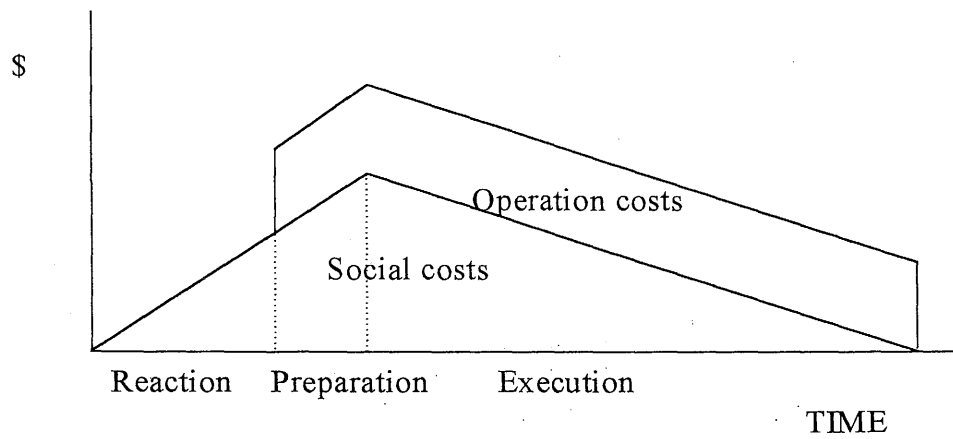 $
Operation costs
Social costs
Reaction Preparation Execution
TIME